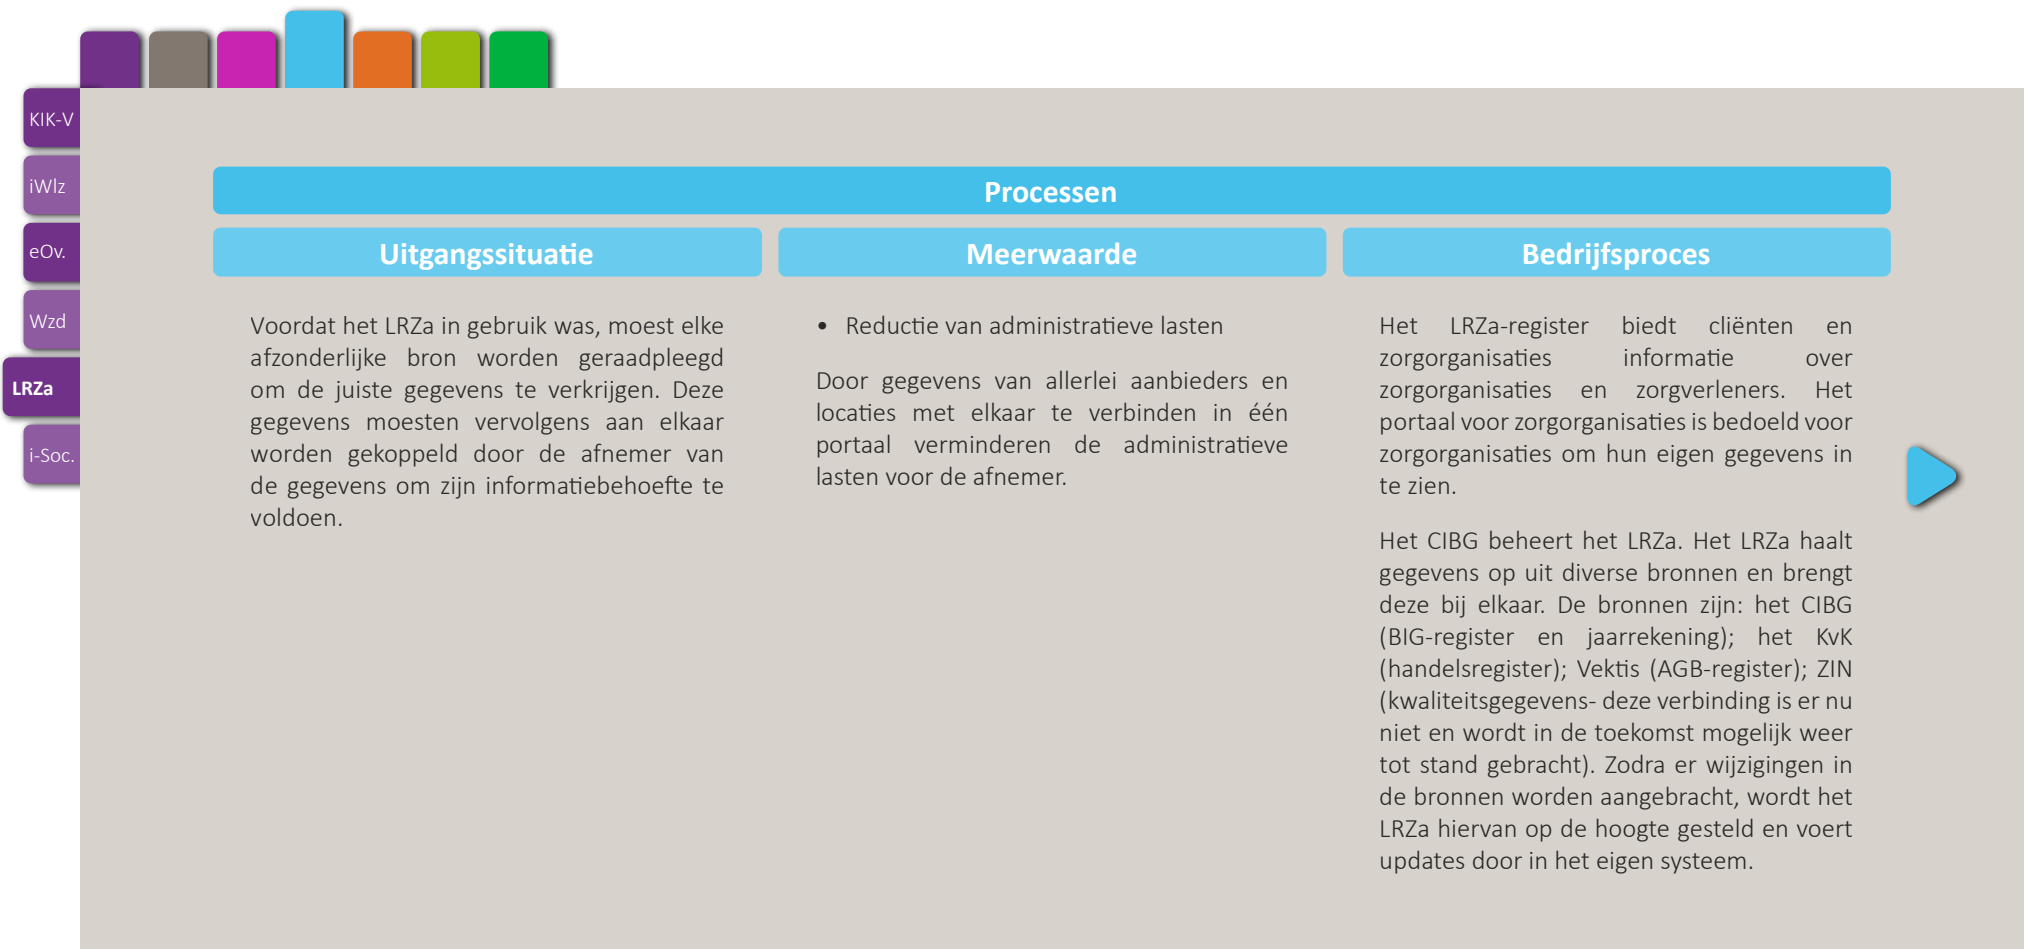 KIK-V
iWlz
eOv.
Wzd
LRZa
i-Soc.
Processen
Uitgangssituatie
Voordat het LRZa in gebruik was, moest elke
afzonderlijke bron worden geraadpleegd
om de juiste gegevens te verkrijgen. Deze
gegevens moesten vervolgens aan elkaar
worden gekoppeld door de afnemer van
de gegevens om zijn informatiebehoefte te
voldoen.
Meerwaarde
• Reductie van administratieve lasten
Door gegevens van allerlei aanbieders en
locaties met elkaar te verbinden in één
portaal verminderen de administratieve
lasten voor de afnemer.
Bedrijfsproces
Het LRZa-register biedt cliënten en
zorgorganisaties informatie over
zorgorganisaties en zorgverleners. Het
portaal voor zorgorganisaties is bedoeld voor
zorgorganisaties om hun eigen gegevens in
te zien.
Het CIBG beheert het LRZa. Het LRZa haalt
gegevens op uit diverse bronnen en brengt
deze bij elkaar. De bronnen zijn: het CIBG
(BIG-register en jaarrekening); het KvK
(handelsregister); Vektis (AGB-register); ZIN
(kwaliteitsgegevens- deze verbinding is er nu
niet en wordt in de toekomst mogelijk weer
tot stand gebracht). Zodra er wijzigingen in
de bronnen worden aangebracht, wordt het
LRZa hiervan op de hoogte gesteld en voert
updates door in het eigen systeem.